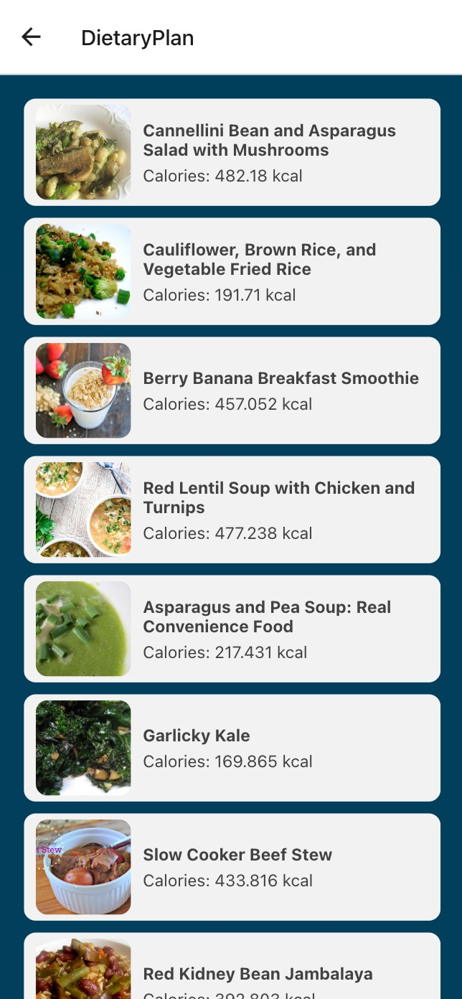 DietaryPlan
Cannellini Bean and Asparagus
Salad with Mushrooms
Calories: 482.18 kcal
Cauliflower, Brown Rice, and
Vegetable Fried Rice
Calories: 191.71 kcal
Berry Banana Breakfast Smoothie
Calories: 457.052 kcal
Red Lentil Soup with Chicken and
Turnips
Calories: 477.238 kcal
Asparagus and Pea Soup: Real
Convenience Food
Calories: 217.431 kcal
Garlicky Kale
Calories: 169.865 kcal
cooker
f Stew
Slow Cooker Beef Stew
Calories: 433.816 kcal
Red Kidney Bean Jambalaya
Calories: 392.803 kcal